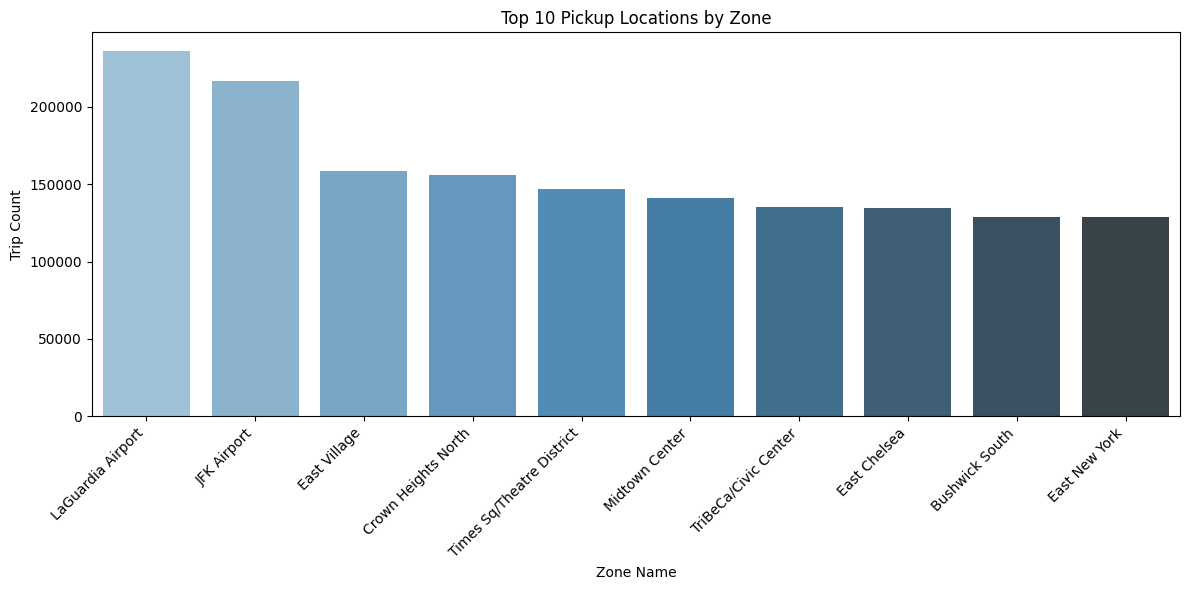 Top 10 Pickup Locations by Zone
Trip Count
200000
150000
100000
50000
0
LaGuardia Airport
JFK Airport
East Village
Crown Heights North
Times Sq/Theatre District
Midtown Center
TriBeCa/Civic Center
East Chelsea
Bushwick South
East New York
Zone Name